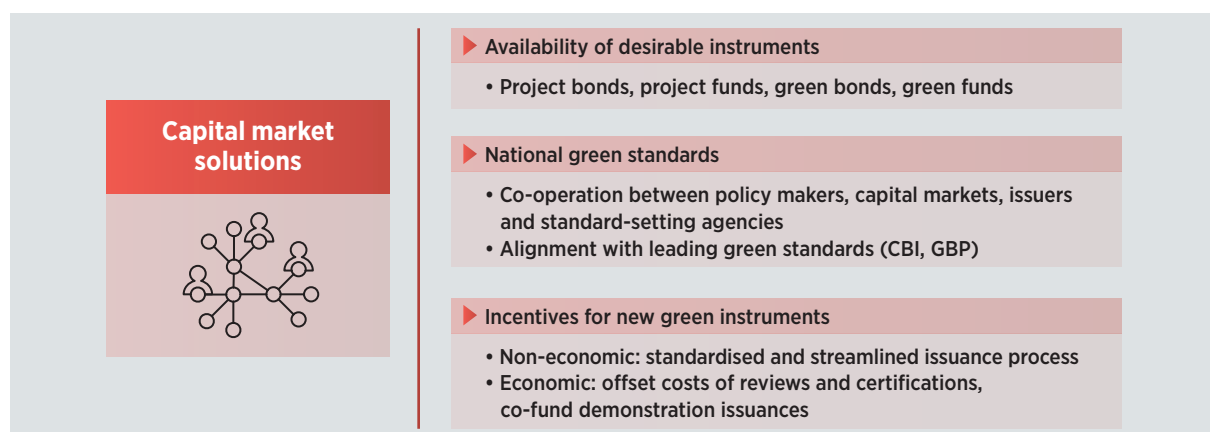 Capital market
solutions
Availability of desirable instruments
• Project bonds, project funds, green bonds, green funds
National green standards
• Co-operation between policy makers, capital markets, issuers
and standard-setting agencies
• Alignment with leading green standards (CBI, GBP)
Incentives for new green instruments
• Non-economic: standardised and streamlined issuance process
• Economic: offset costs of reviews and certifications,
co-fund demonstration issuances